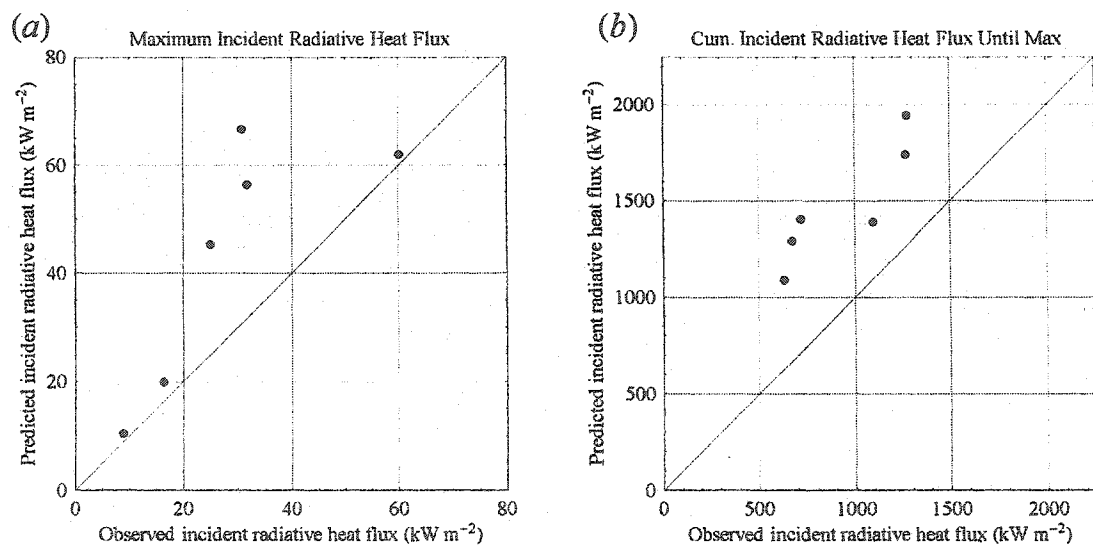 (a)
Maximum Incident Radiative Heat Flux
Predicted incident radiative heat flux (kW m−2)
80
60
40
20
0
0 20 40 60 80
Observed incident radiative heat flux (kW m−2)
(b)
Cum. Incident Radiative Heat Flux Until Max
Predicted incident radiative heat flux (kW m−2)
2000
1500
1000
500
0
0 500 1000 1500 2000
Observed incident radiative heat flux (kW m−2)